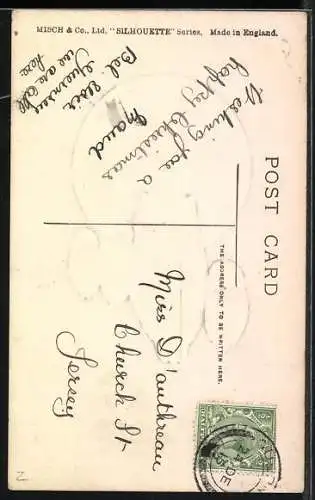 MISCH & Co., Ltd. "SILHOUETTE" Series, Made in England.
POST CARD
THE ADDRESS ONLY TO BE WRITTEN HERE.
Wishing you a
happy Christmas
Maud
Guernsey
we are all
here
Miss D'authreau
Church St
Jersey